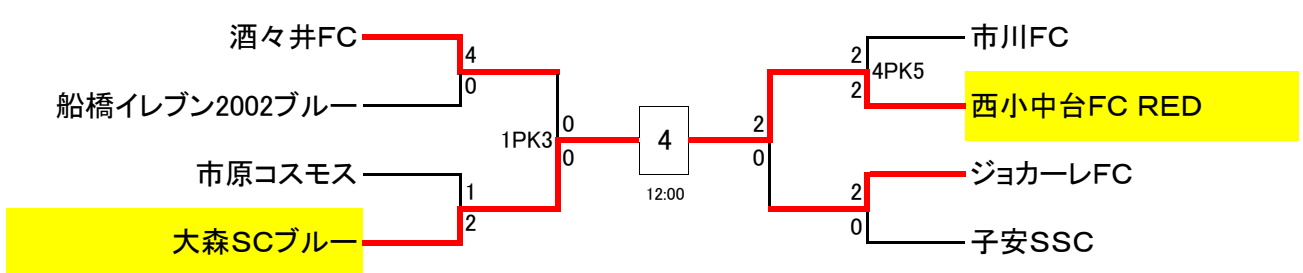 酒々井FC
4
0
船橋イレブン2002ブルー
0
1PK3
0
市原コスモス
1
2
大森SCブルー
4
12:00
市川FC
2
4PK5
2
西小中台FC RED
2
0
ジョカーレFC
2
0
子安SSC